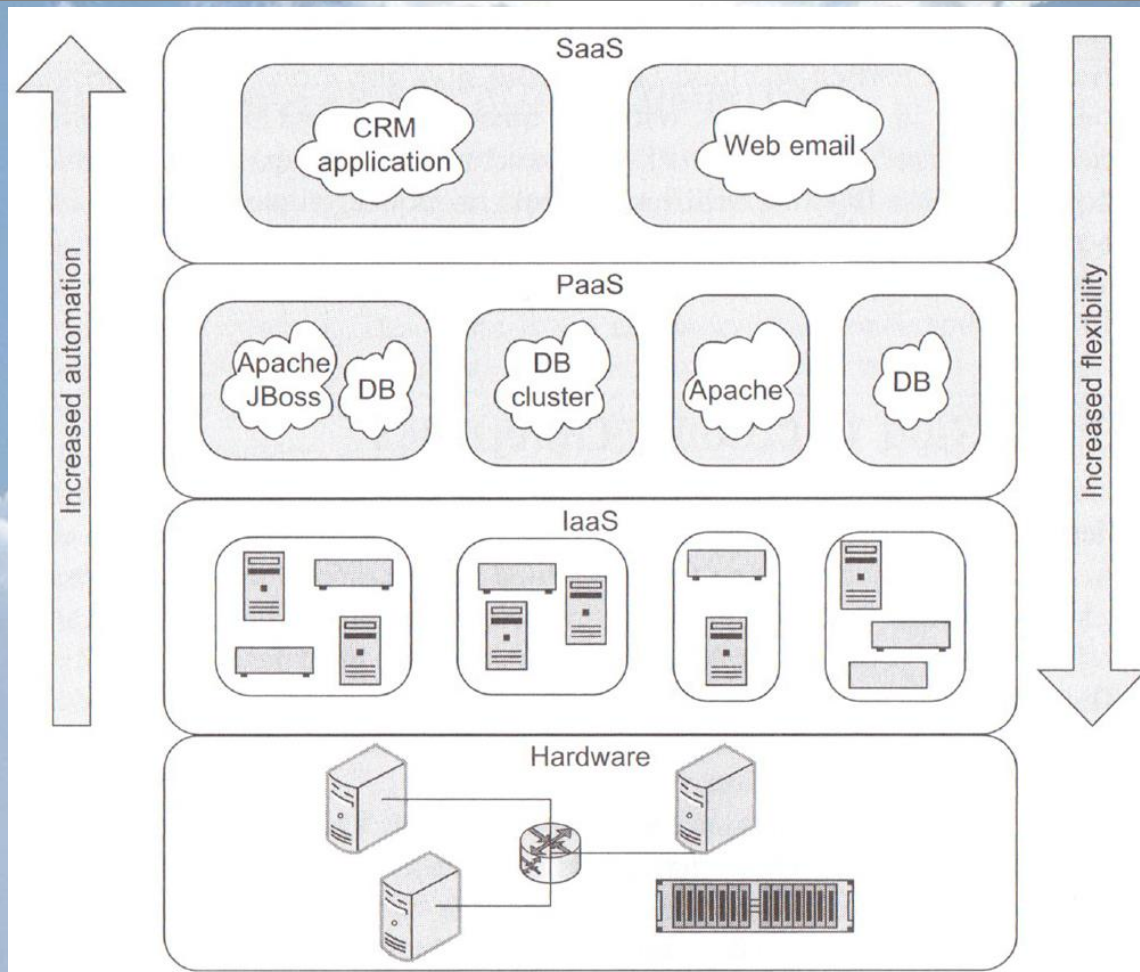 SaaS
CRM
application
Web email
PaaS
Apache
JBoss
DB
DB
cluster
Apache
DB
IaaS
Hardware
Increased automation
Increased flexibility